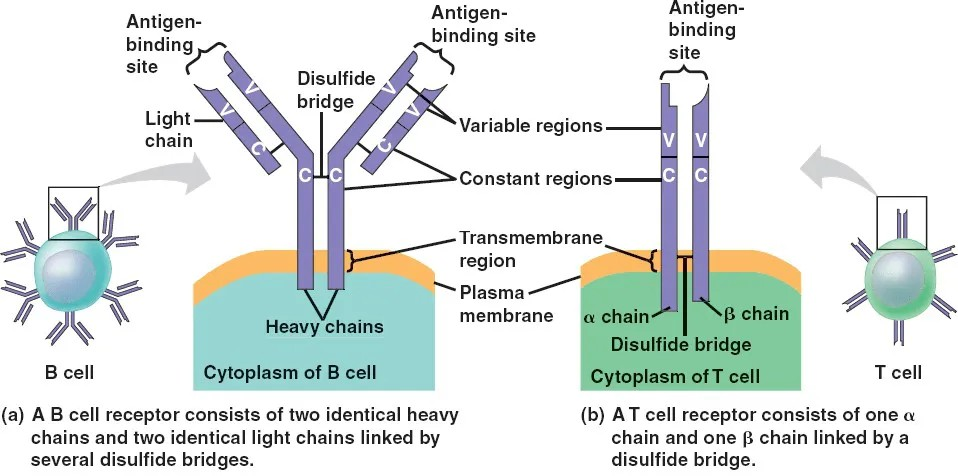 Antigen-
binding
site
Antigen-
binding site
Disulfide
bridge
Light
chain
V
V
V
V
C
C
C
C
Variable regions
Constant regions
Transmembrane
region
Plasma
membrane
Heavy chains
Cytoplasm of B cell
B cell
Antigen-
binding
site
V
V
C
C
α chain
β chain
Disulfide bridge
Cytoplasm of T cell
T cell
(a) A B cell receptor consists of two identical heavy
chains and two identical light chains linked by
several disulfide bridges.
(b) A T cell receptor consists of one α
chain and one β chain linked by a
disulfide bridge.